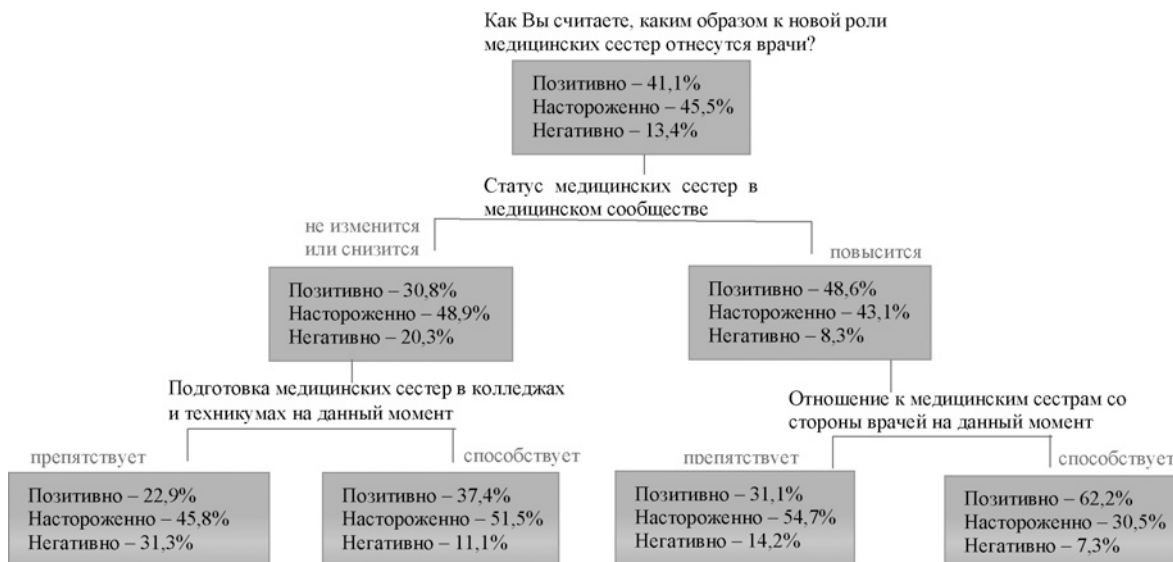 Как Вы считаете, каким образом к новой роли
медицинских сестер отнесутся врачи?
Позитивно – 41,1%
Настороженно – 45,5%
Негативно – 13,4%
Статус медицинских сестер в
медицинском сообществе
не изменится
или снизится
повысится
Позитивно – 30,8%
Настороженно – 48,9%
Негативно – 20,3%
Позитивно – 48,6%
Настороженно – 43,1%
Негативно – 8,3%
Подготовка медицинских сестер в колледжах
и техникумах на данный момент
Отношение к медицинским сестрам со
стороны врачей на данный момент
препятствует
способствует
препятствует
способствует
Позитивно – 22,9%
Настороженно – 45,8%
Негативно – 31,3%
Позитивно – 37,4%
Настороженно – 51,5%
Негативно – 11,1%
Позитивно – 31,1%
Настороженно – 54,7%
Негативно – 14,2%
Позитивно – 62,2%
Настороженно – 30,5%
Негативно – 7,3%